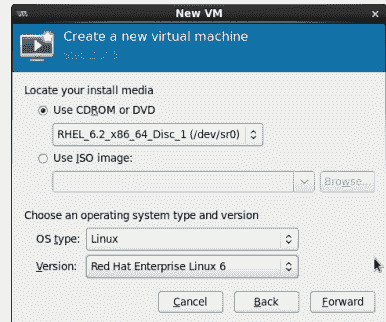 New VM
Create a new virtual machine
Locate your install media
Use CDROM or DVD
RHEL_6.2_x86_64_Disc_1 (/dev/sr0)
Use ISO image:
Browse...
Choose an operating system type and version
OS type: Linux
Version: Red Hat Enterprise Linux 6
Cancel Back Forward